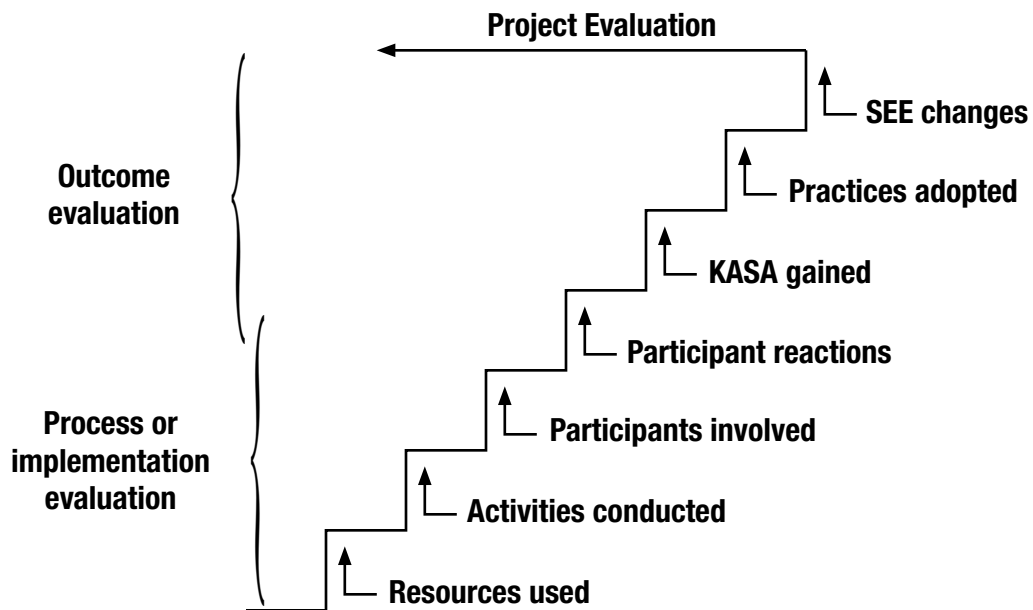 Project Evaluation
SEE changes
Outcome
evaluation
Practices adopted
KASA gained
Participant reactions
Process or
implementation
evaluation
Participants involved
Activities conducted
Resources used